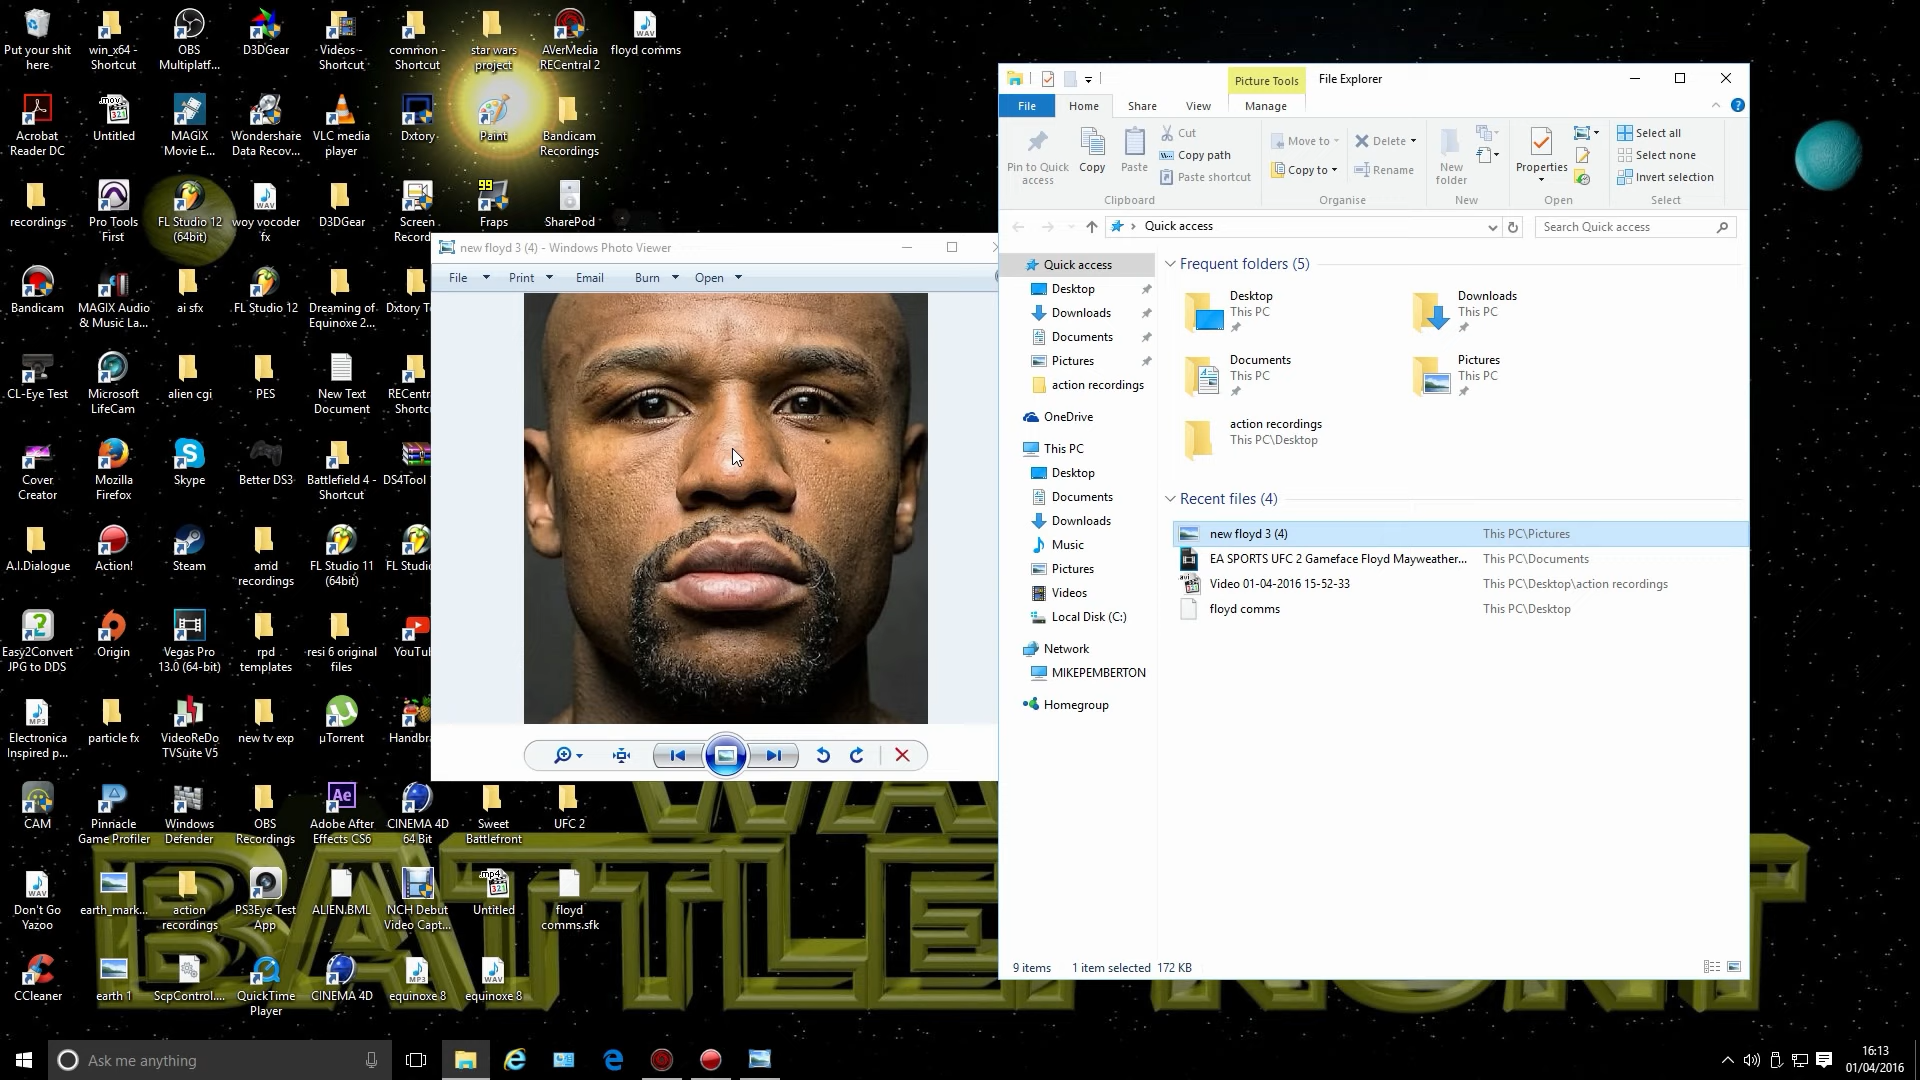 Put your shit
here
win_x64 -
Shortcut
OBS
Multiplatf...
D3DGear
Videos -
Shortcut
common -
Shortcut
star wars
project
AVerMedia
RECentral 2
floyd comms
Acrobat
Reader DC
Untitled
MAGIX
Movie E...
Wondershare
Data Recov...
VLC media
player
Dxtory
Paint
Bandicam
Recordings
recordings
Pro Tools
First
FL Studio 12
(64bit)
woy vocoder
fx
D3DGear
Screen
Record...
99
Fraps
SharePod
Bandicam
MAGIX Audio
& Music La...
ai sfx
FL Studio 12
Dreaming of
Equinoxe 2...
Dxtory T
CL-Eye Test
Microsoft
LifeCam
alien cgi
PES
New Text
Document
RECentr
Shortc
Cover
Creator
Mozilla
Firefox
Skype
Better DS3
Battlefield 4 -
Shortcut
DS4Tool
A.I.Dialogue
Action!
Steam
amd
recordings
FL Studio 11
(64bit)
FL Studio
Easy2Convert
JPG to DDS
Origin
Vegas Pro
13.0 (64-bit)
rpd
templates
resi 6 original
files
YouTu
Electronica
Inspired p...
particle fx
VideoReDo
TVSuite V5
new tv exp
µTorrent
Handbr
CAM
Pinnacle
Game Profiler
Windows
Defender
OBS
Recordings
Adobe After
Effects CS6
CINEMA 4D
64 Bit
Sweet
Battlefront
UFC 2
Don't Go
Yazoo
earth_mark...
action
recordings
PS3Eye Test
App
ALIEN.BML
NCH Debut
Video Capt...
Untitled
floyd
comms.sfk
CCleaner
earth 1
ScpControl....
QuickTime
Player
CINEMA 4D
equinoxe 8
equinoxe 8
new floyd 3 (4) - Windows Photo Viewer
File Print Email Burn Open
Picture Tools File Explorer
File Home Share View Manage
Pin to Quick
access
Copy
Paste
Cut
Copy path
Paste shortcut
Move to
Copy to
Delete
Rename
New
folder
Properties
Select all
Select none
Invert selection
Clipboard Organise New Open Select
Quick access
Search Quick access
Quick access
Desktop
Downloads
Documents
Pictures
action recordings
OneDrive
This PC
Desktop
Documents
Downloads
Music
Pictures
Videos
Local Disk (C:)
Network
MIKEPEMBERTON
Homegroup
Frequent folders (5)
Desktop
This PC
Downloads
This PC
Documents
This PC
Pictures
This PC
action recordings
This PC\Desktop
Recent files (4)
new floyd 3 (4) This PC\Pictures
EA SPORTS UFC 2 Gameface Floyd Mayweather... This PC\Documents
Video 01-04-2016 15-52-33 This PC\Desktop\action recordings
floyd comms This PC\Desktop
9 items 1 item selected 172 KB
Ask me anything
16:13
01/04/2016